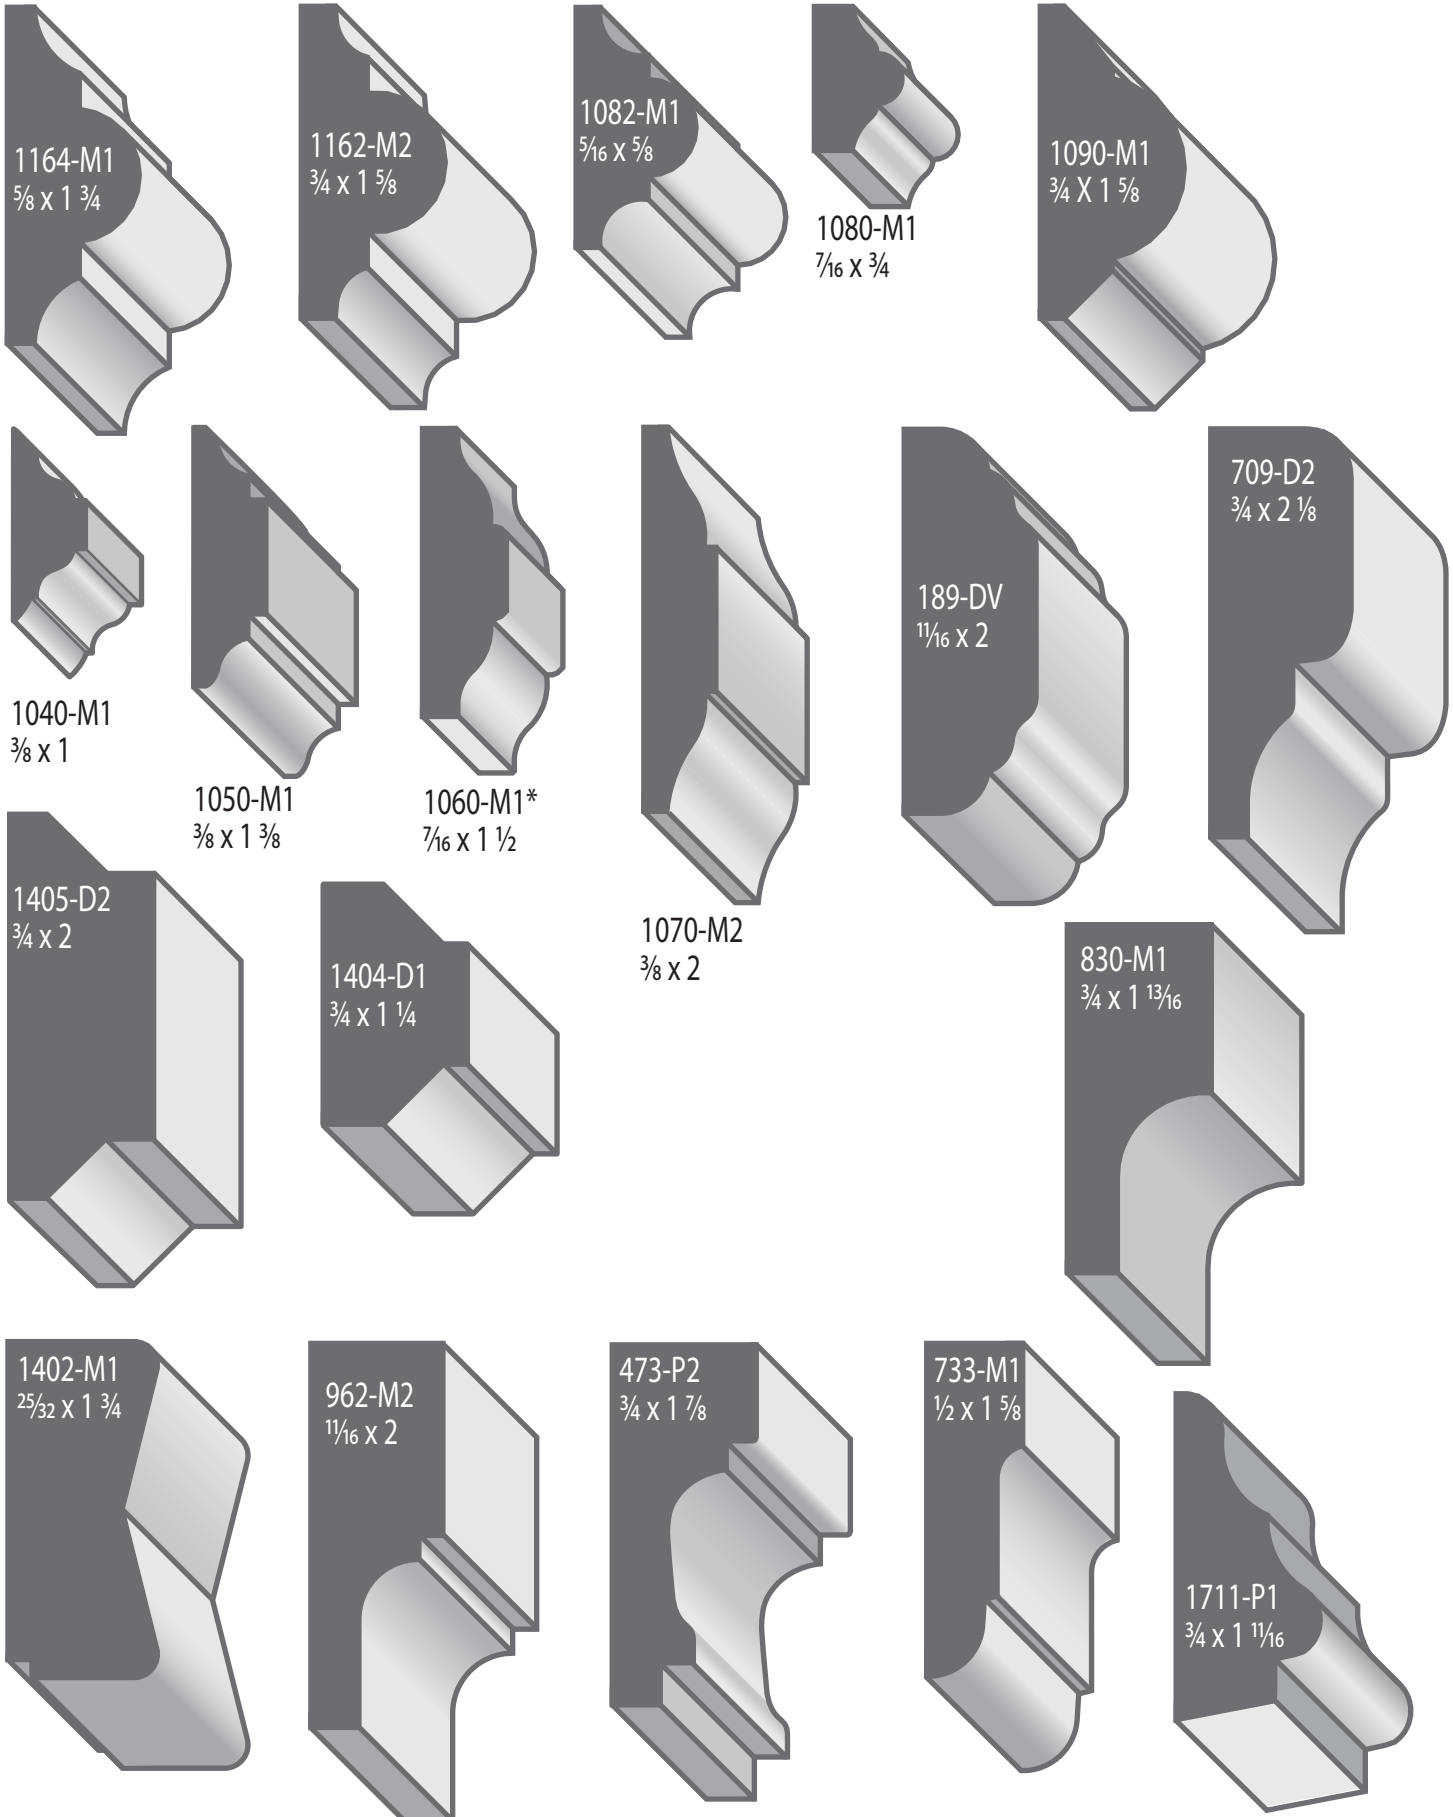 1164-M1
⅝ x 1 ¾
1162-M2
¾ x 1 ⅝
1082-M1
5⁄16 x ⅝
1080-M1
7⁄16 x ¾
1090-M1
¾ X 1 ⅝
1040-M1
⅜ x 1
1050-M1
⅜ x 1 ⅜
1060-M1*
7⁄16 x 1 ½
1070-M2
⅜ x 2
189-DV
11⁄16 x 2
709-D2
¾ x 2 ⅛
1405-D2
¾ x 2
1404-D1
¾ x 1 ¼
830-M1
¾ x 1 13⁄16
1402-M1
25⁄32 x 1 ¾
962-M2
11⁄16 x 2
473-P2
¾ x 1 ⅞
733-M1
½ x 1 ⅝
1711-P1
¾ x 1 11⁄16